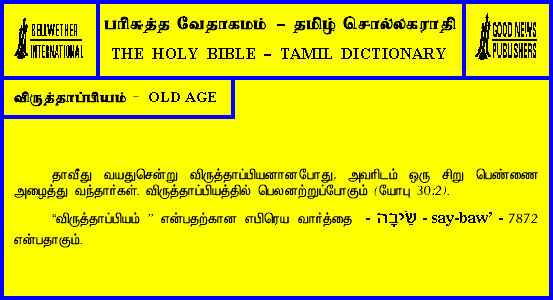 BELLWETHER
INTERNATIONAL
பரிசுத்த வேதாகமம் – தமிழ் சொல்லகராதி
THE HOLY BIBLE – TAMIL DICTIONARY
GOOD NEWS
PUBLISHERS
விருத்தாப்பியம் – OLD AGE
தாவீது வயதுசென்று விருத்தாப்பியனானபோது, அவரிடம் ஒரு சிறு பெண்ணை
அழைத்து வந்தார்கள். விருத்தாப்பியத்தில் பெலனற்றுப்போகும் (யோபு 30:2).
“விருத்தாப்பியம் ” என்பதற்கான எபிரெய வார்த்தை - שֵׂיבָה - say-baw’ - 7872
என்பதாகும்.